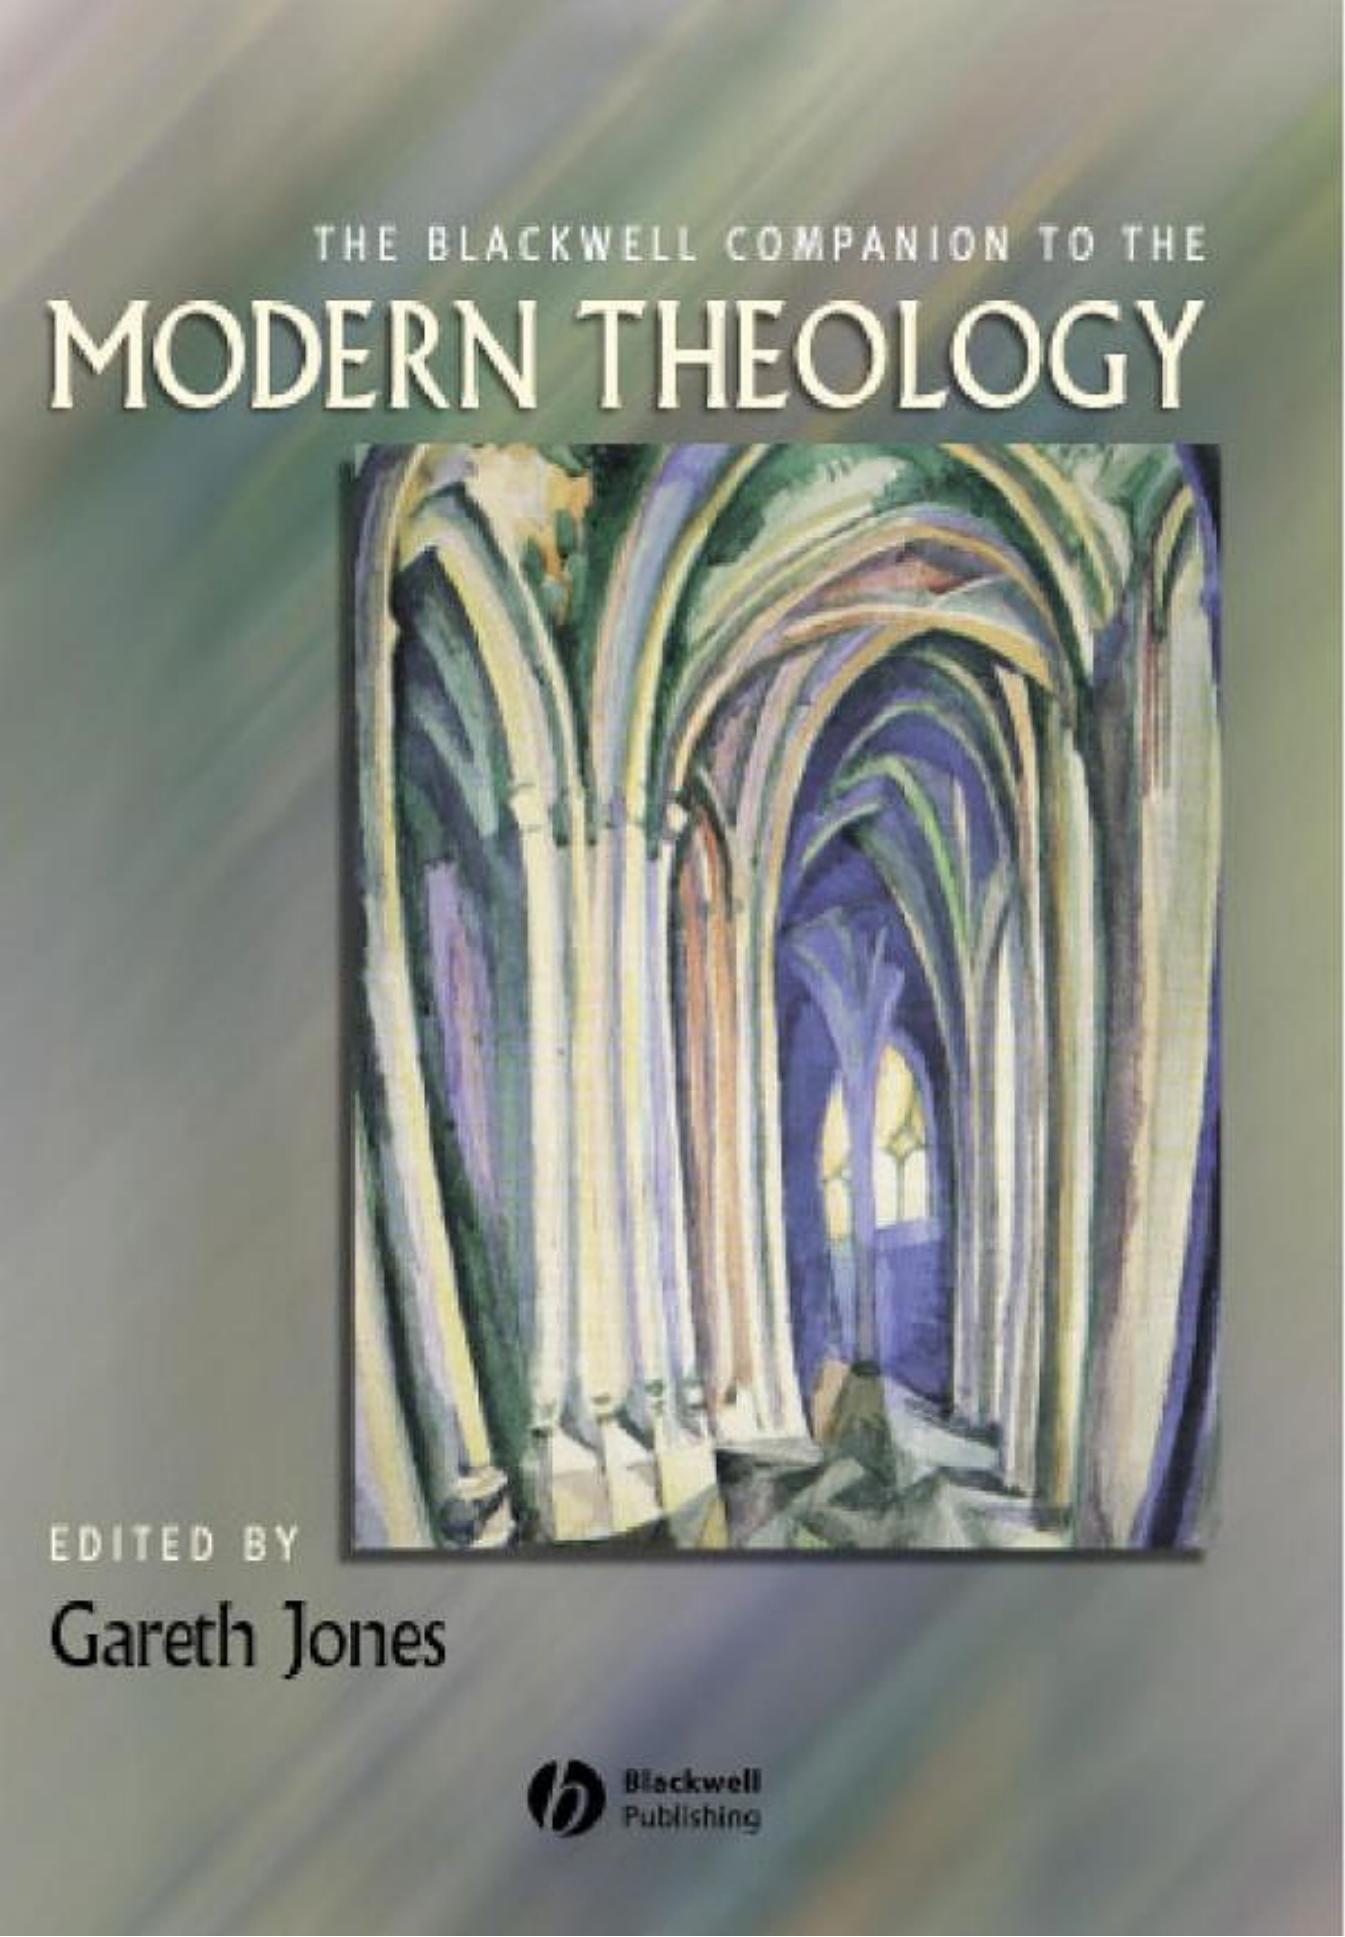 THE BLACKWELL COMPANION TO THE
MODERN THEOLOGY
EDITED BY
Gareth Jones
Blackwell
Publishing